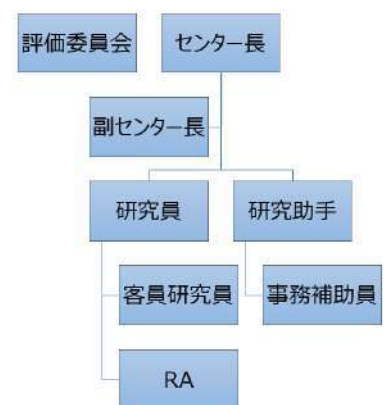 評価委員会
センター長
副センター長
研究員
研究助手
客員研究員
事務補助員
RA